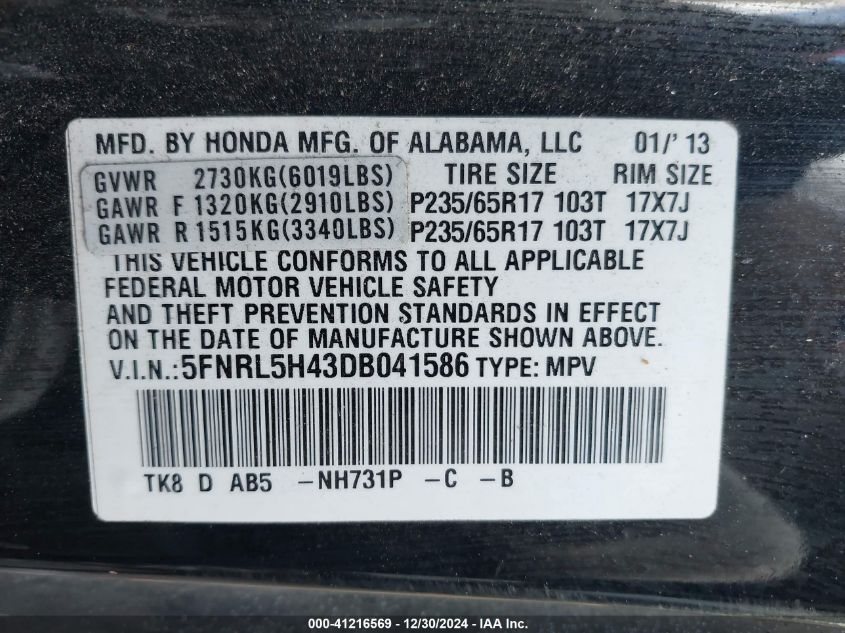 MFD. BY HONDA MFG. OF ALABAMA, LLC 01/'13
GVWR 2730KG(6019LBS) TIRE SIZE RIM SIZE
GAWR F 1320KG(2910LBS) P235/65R17 103T 17X7J
GAWR R 1515KG(3340LBS) P235/65R17 103T 17X7J
THIS VEHICLE CONFORMS TO ALL APPLICABLE
FEDERAL MOTOR VEHICLE SAFETY
AND THEFT PREVENTION STANDARDS IN EFFECT
ON THE DATE OF MANUFACTURE SHOWN ABOVE.
V.I.N.:5FNRL5H43DB041586 TYPE: MPV
TK8 D AB5 -NH731P -C -B
000-41216569 - 12/30/2024 - IAA Inc.